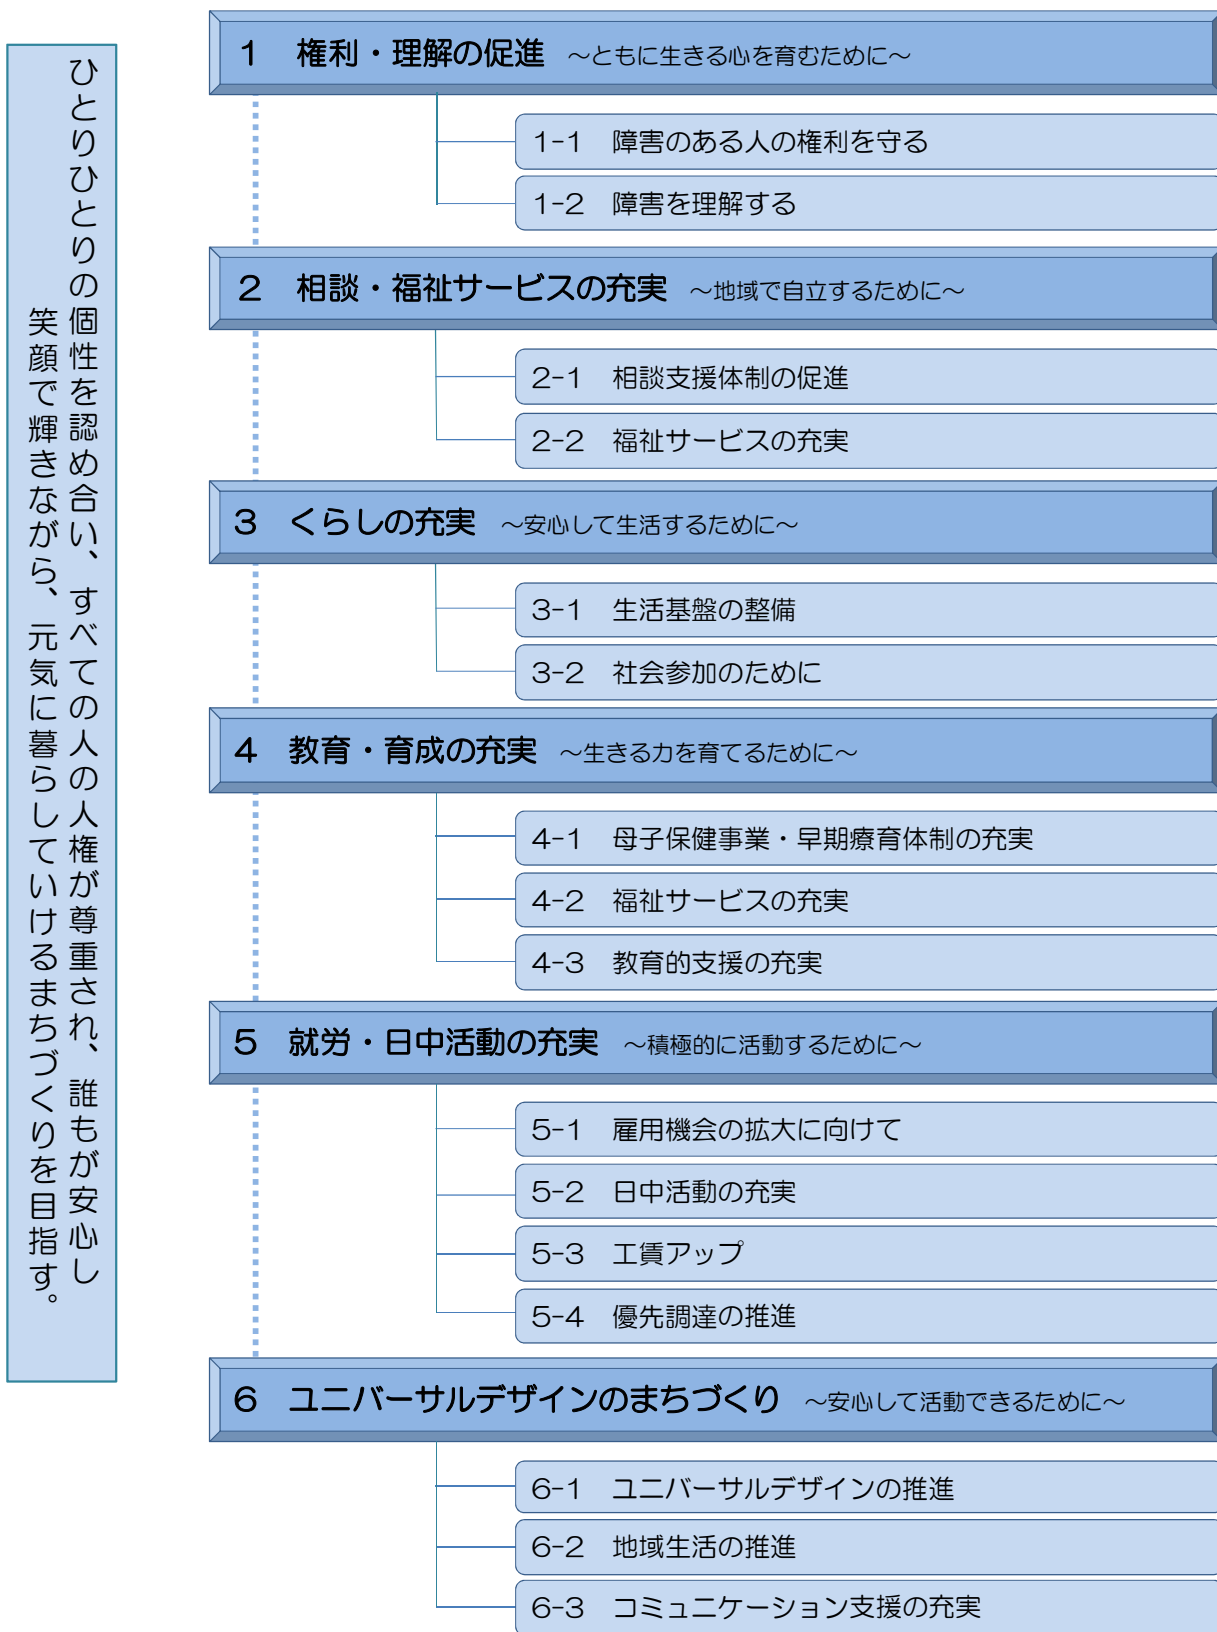 ひとりひとりの個性を認め合い、すべての人の人権が尊重され、誰もが安心し
笑顔で輝きながら、元気に暮らしていけるまちづくりを目指す。
1 権利・理解の促進 ～ともに生きる心を育むために～
1-1 障害のある人の権利を守る
1-2 障害を理解する
2 相談・福祉サービスの充実 ～地域で自立するために～
2-1 相談支援体制の促進
2-2 福祉サービスの充実
3 くらしの充実 ～安心して生活するために～
3-1 生活基盤の整備
3-2 社会参加のために
4 教育・育成の充実 ～生きる力を育てるために～
4-1 母子保健事業・早期療育体制の充実
4-2 福祉サービスの充実
4-3 教育的支援の充実
5 就労・日中活動の充実 ～積極的に活動するために～
5-1 雇用機会の拡大に向けて
5-2 日中活動の充実
5-3 工賃アップ
5-4 優先調達の推進
6 ユニバーサルデザインのまちづくり ～安心して活動できるために～
6-1 ユニバーサルデザインの推進
6-2 地域生活の推進
6-3 コミュニケーション支援の充実